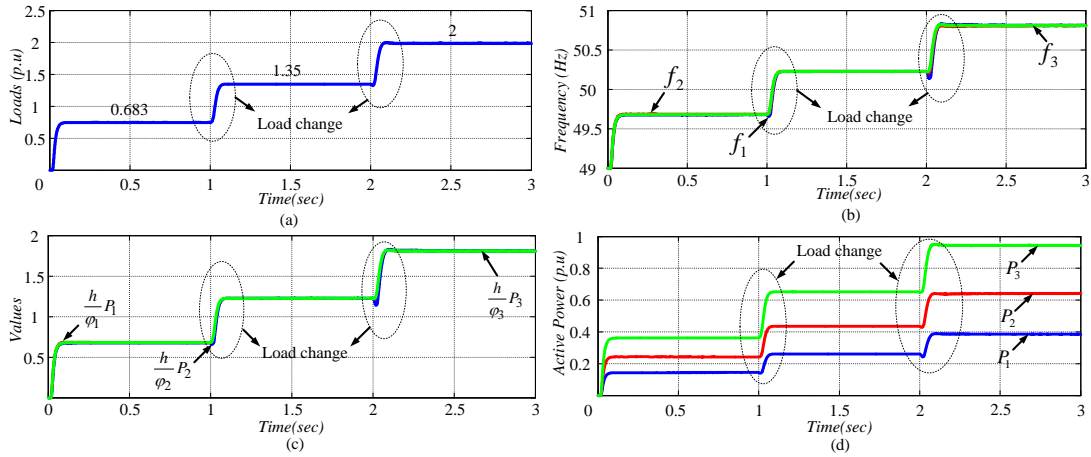 2.5
2
1.5
1
0.5
0
0.5
1
1.5
2
2.5
3
Loads (p.u)
Time(sec)
0.683
1.35
2
Load change
(a)
51
50.5
50
49.5
49
0
0.5
1
1.5
2
2.5
3
Frequency (Hz)
Time(sec)
f2
f1
f3
Load change
(b)
2
1.5
1
0.5
0
0.5
1
1.5
2
2.5
3
Values
Time(sec)
h/φ1 P1
h/φ2 P2
h/φ3 P3
Load change
(c)
1
0.8
0.6
0.4
0.2
0
0.5
1
1.5
2
2.5
3
Active Power (p.u)
Time(sec)
Load change
P3
P2
P1
(d)